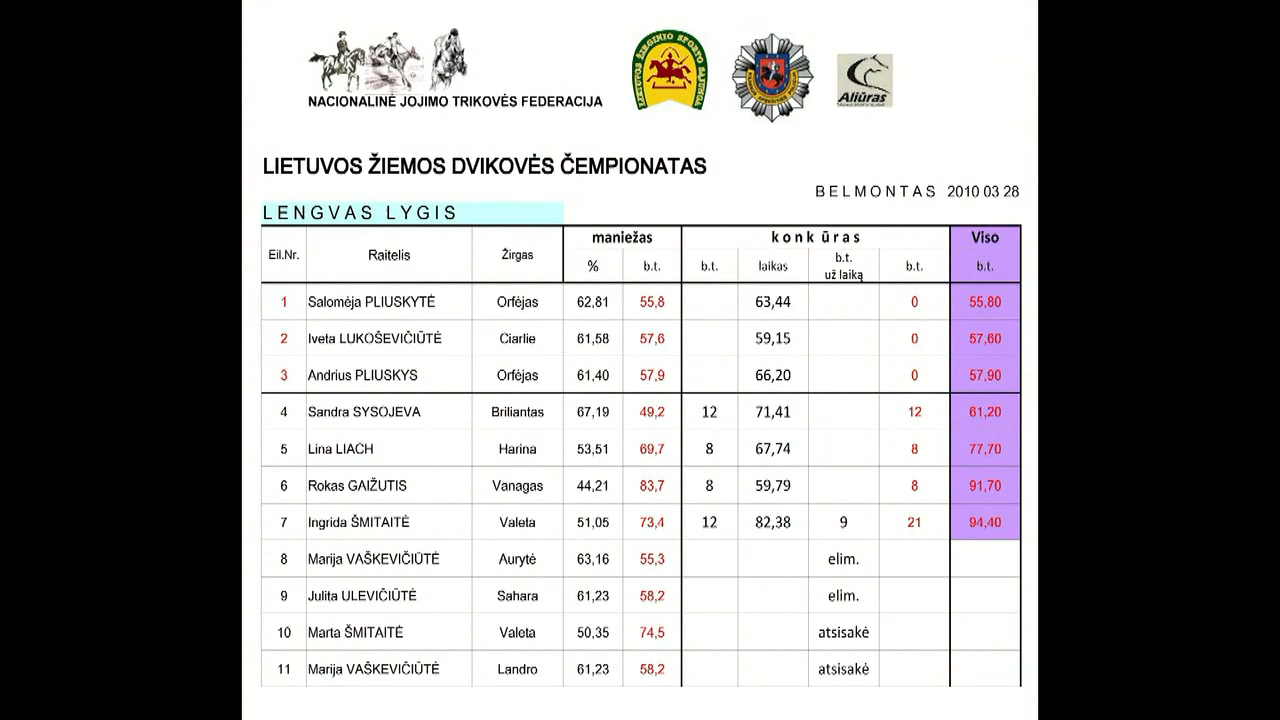 NACIONALINĖ JOJIMO TRIKOVĖS FEDERACIJA
LIETUVOS ŽIRGINIO SPORTO SĄJUNGA
Aliūras
LIETUVOS ŽIEMOS DVIKOVĖS ČEMPIONATAS
BELMONTAS 2010 03 28
LENGVAS LYGIS
Eil.Nr. Raitelis Žirgas maniežas konkūras Viso
% b.t. b.t. laikas b.t. už laiką b.t. b.t.
1 Salomėja PLIUSKYTĖ Orfėjas 62,81 55,8 63,44 0 55,80
2 Iveta LUKOŠEVIČIŪTĖ Ciarlie 61,58 57,6 59,15 0 57,60
3 Andrius PLIUSKYS Orfėjas 61,40 57,9 66,20 0 57,90
4 Sandra SYSOJEVA Briliantas 67,19 49,2 12 71,41 12 61,20
5 Lina LIACH Harina 53,51 69,7 8 67,74 8 77,70
6 Rokas GAIŽUTIS Vanagas 44,21 83,7 8 59,79 8 91,70
7 Ingrida ŠMITAITĖ Valeta 51,05 73,4 12 82,38 9 21 94,40
8 Marija VAŠKEVIČIŪTĖ Aurytė 63,16 55,3 elim.
9 Julita ULEVIČIŪTĖ Sahara 61,23 58,2 elim.
10 Marta ŠMITAITĖ Valeta 50,35 74,5 atsisakė
11 Marija VAŠKEVIČIŪTĖ Landro 61,23 58,2 atsisakė